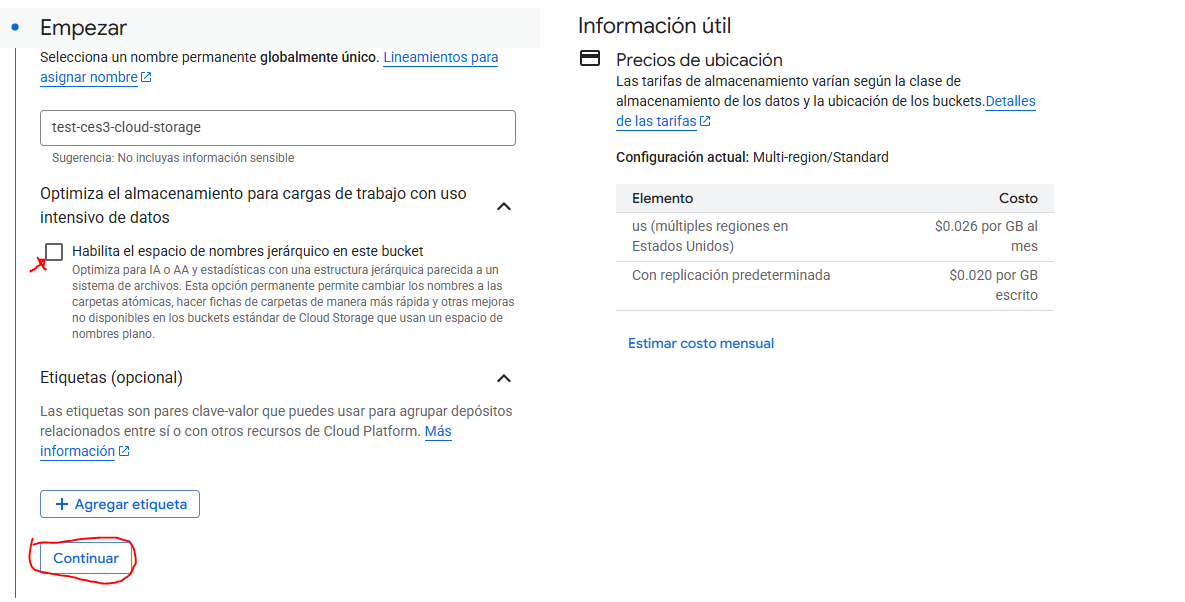 Empezar
Selecciona un nombre permanente globalmente único. Lineamientos para
asignar nombre
test-ces3-cloud-storage
Sugerencia: No incluyas información sensible
Optimiza el almacenamiento para cargas de trabajo con uso
intensivo de datos
Habilita el espacio de nombres jerárquico en este bucket
Optimiza para IA o AA y estadísticas con una estructura jerárquica parecida a un
sistema de archivos. Esta opción permanente permite cambiar los nombres a las
carpetas atómicas, hacer fichas de carpetas de manera más rápida y otras mejoras
no disponibles en los buckets estándar de Cloud Storage que usan un espacio de
nombres plano.
Etiquetas (opcional)
Las etiquetas son pares clave-valor que puedes usar para agrupar depósitos
relacionados entre sí o con otros recursos de Cloud Platform. Más
información
Agregar etiqueta
Continuar
Información útil
Precios de ubicación
Las tarifas de almacenamiento varían según la clase de
almacenamiento de los datos y la ubicación de los buckets.Detalles
de las tarifas
Configuración actual: Multi-region/Standard
Elemento Costo
us (múltiples regiones en $0.026 por GB al
Estados Unidos) mes
Con replicación predeterminada $0.020 por GB
escrito
Estimar costo mensual